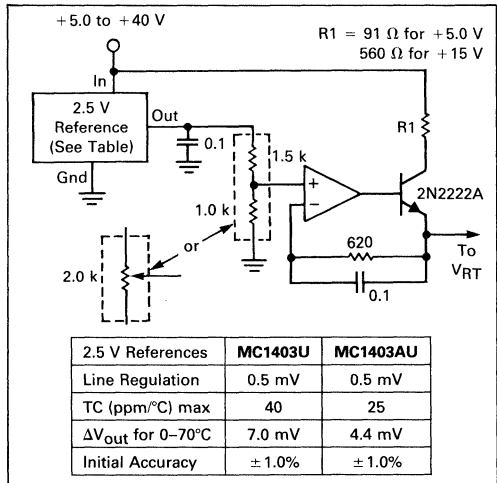 +5.0 to +40 V
R1 = 91 Ω for +5.0 V
560 Ω for +15 V
In
2.5 V
Reference
(See Table)
Out
Gnd
0.1
1.5 k
1.0 k
or
2.0 k
+
−
R1
2N2222A
620
0.1
To
VRT
2.5 V References MC1403U MC1403AU
Line Regulation 0.5 mV 0.5 mV
TC (ppm/°C) max 40 25
ΔVout for 0–70°C 7.0 mV 4.4 mV
Initial Accuracy ±1.0% ±1.0%